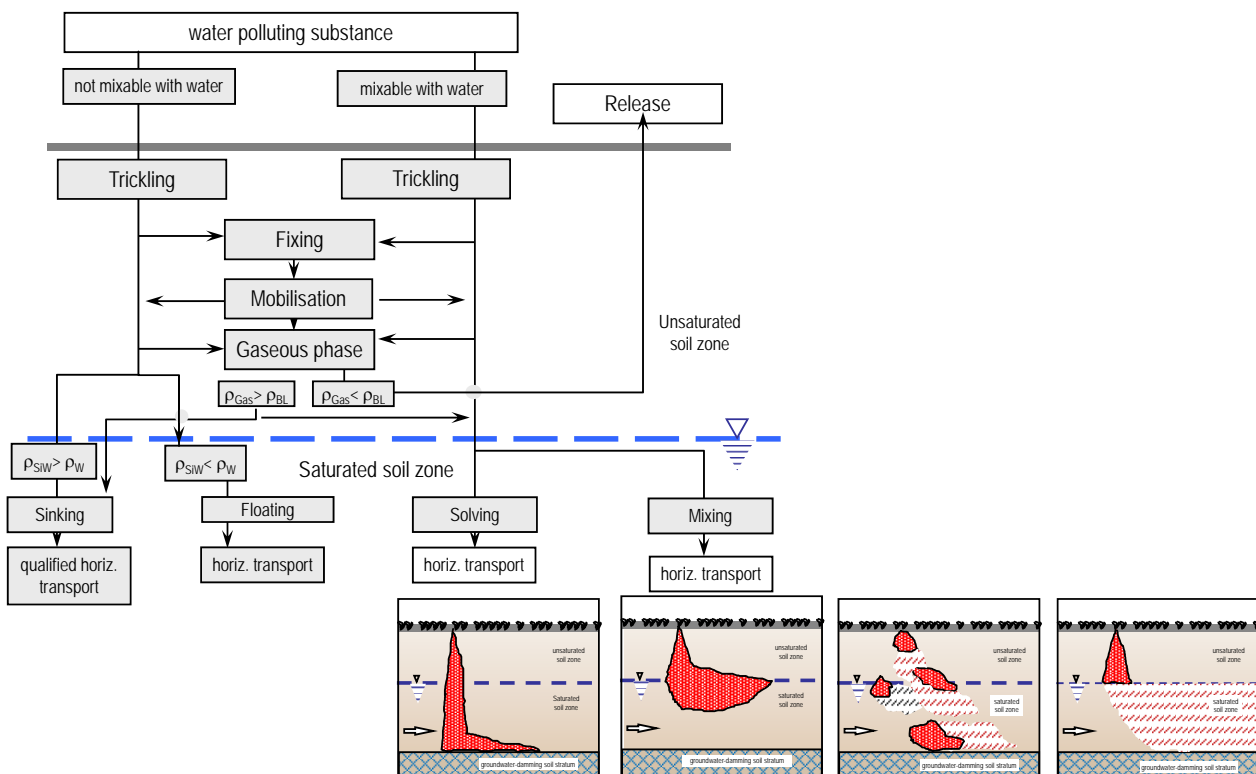 water polluting substance
not mixable with water
mixable with water
Release
Trickling
Trickling
Fixing
Mobilisation
Gaseous phase
Unsaturated
soil zone
ρGas> ρBL
ρGas< ρBL
ρSiW> ρW
ρSiW< ρW
Saturated soil zone
Sinking
Floating
Solving
Mixing
qualified horiz.
transport
horiz. transport
horiz. transport
horiz. transport
unsaturated
soil zone
Saturated
soil zone
groundwater-damming soil stratum
unsaturated
soil zone
saturated
soil zone
groundwater-damming soil stratum
unsaturated
soil zone
saturated
soil zone
groundwater-damming soil stratum
unsaturated
soil zone
saturated
soil zone
groundwater-damming soil stratum